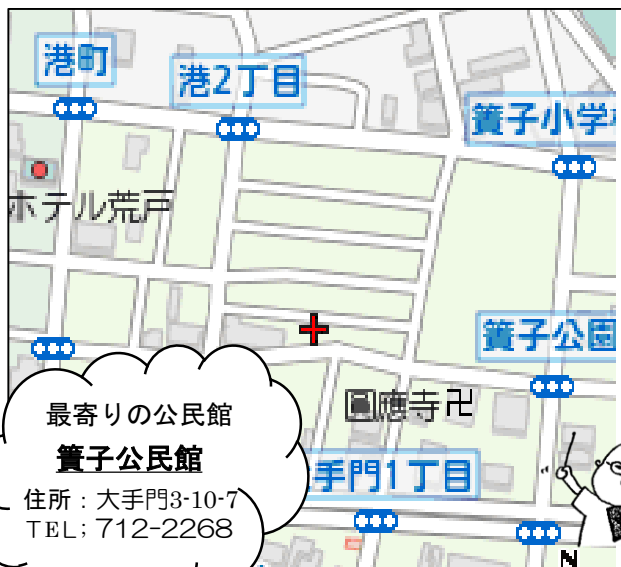 港町
港2丁目
簀子小学
ホテル荒戸
簀子公園
圓應寺卍
手門1丁目
最寄りの公民館
簀子公民館
住所：大手門3-10-7
TEL；712-2268
N